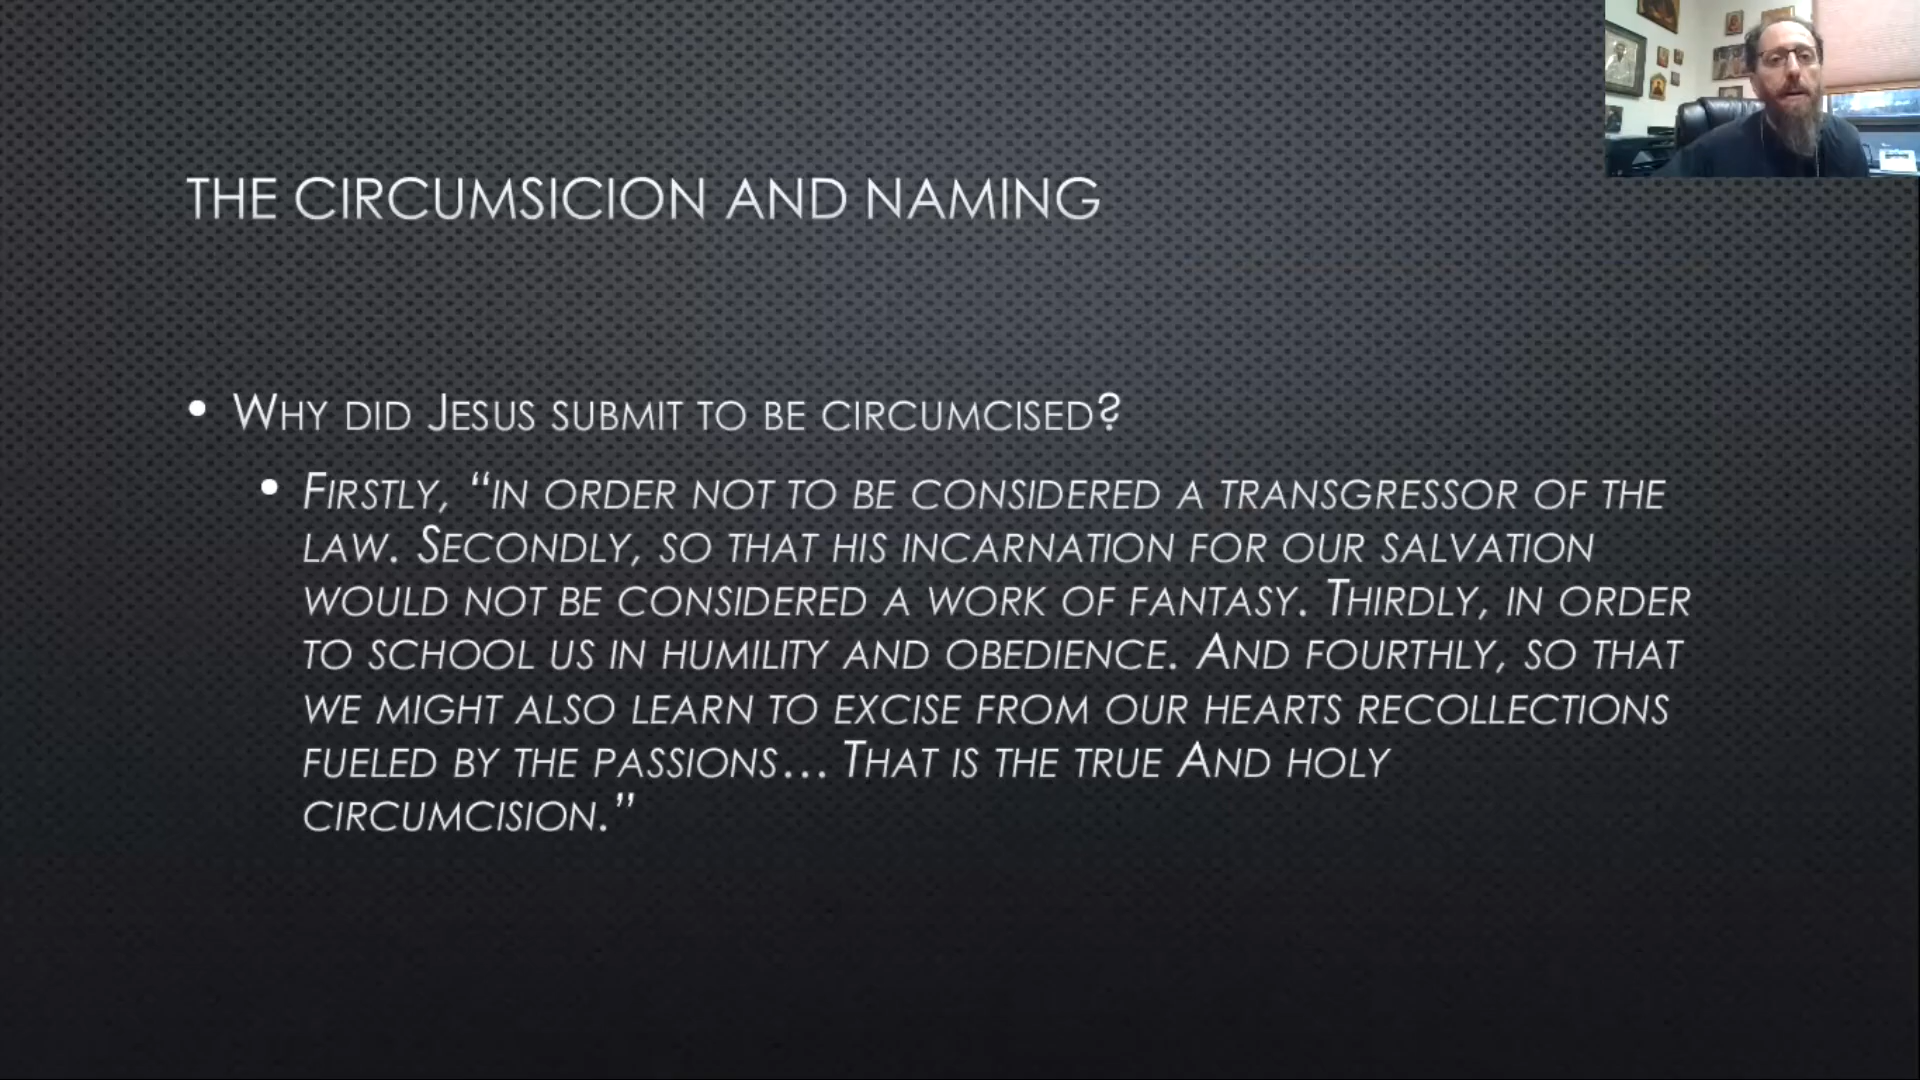 THE CIRCUMSICION AND NAMING
• WHY DID JESUS SUBMIT TO BE CIRCUMCISED?
• FIRSTLY, “IN ORDER NOT TO BE CONSIDERED A TRANSGRESSOR OF THE
LAW. SECONDLY, SO THAT HIS INCARNATION FOR OUR SALVATION
WOULD NOT BE CONSIDERED A WORK OF FANTASY. THIRDLY, IN ORDER
TO SCHOOL US IN HUMILITY AND OBEDIENCE. AND FOURTHLY, SO THAT
WE MIGHT ALSO LEARN TO EXCISE FROM OUR HEARTS RECOLLECTIONS
FUELED BY THE PASSIONS… THAT IS THE TRUE AND HOLY
CIRCUMCISION.”